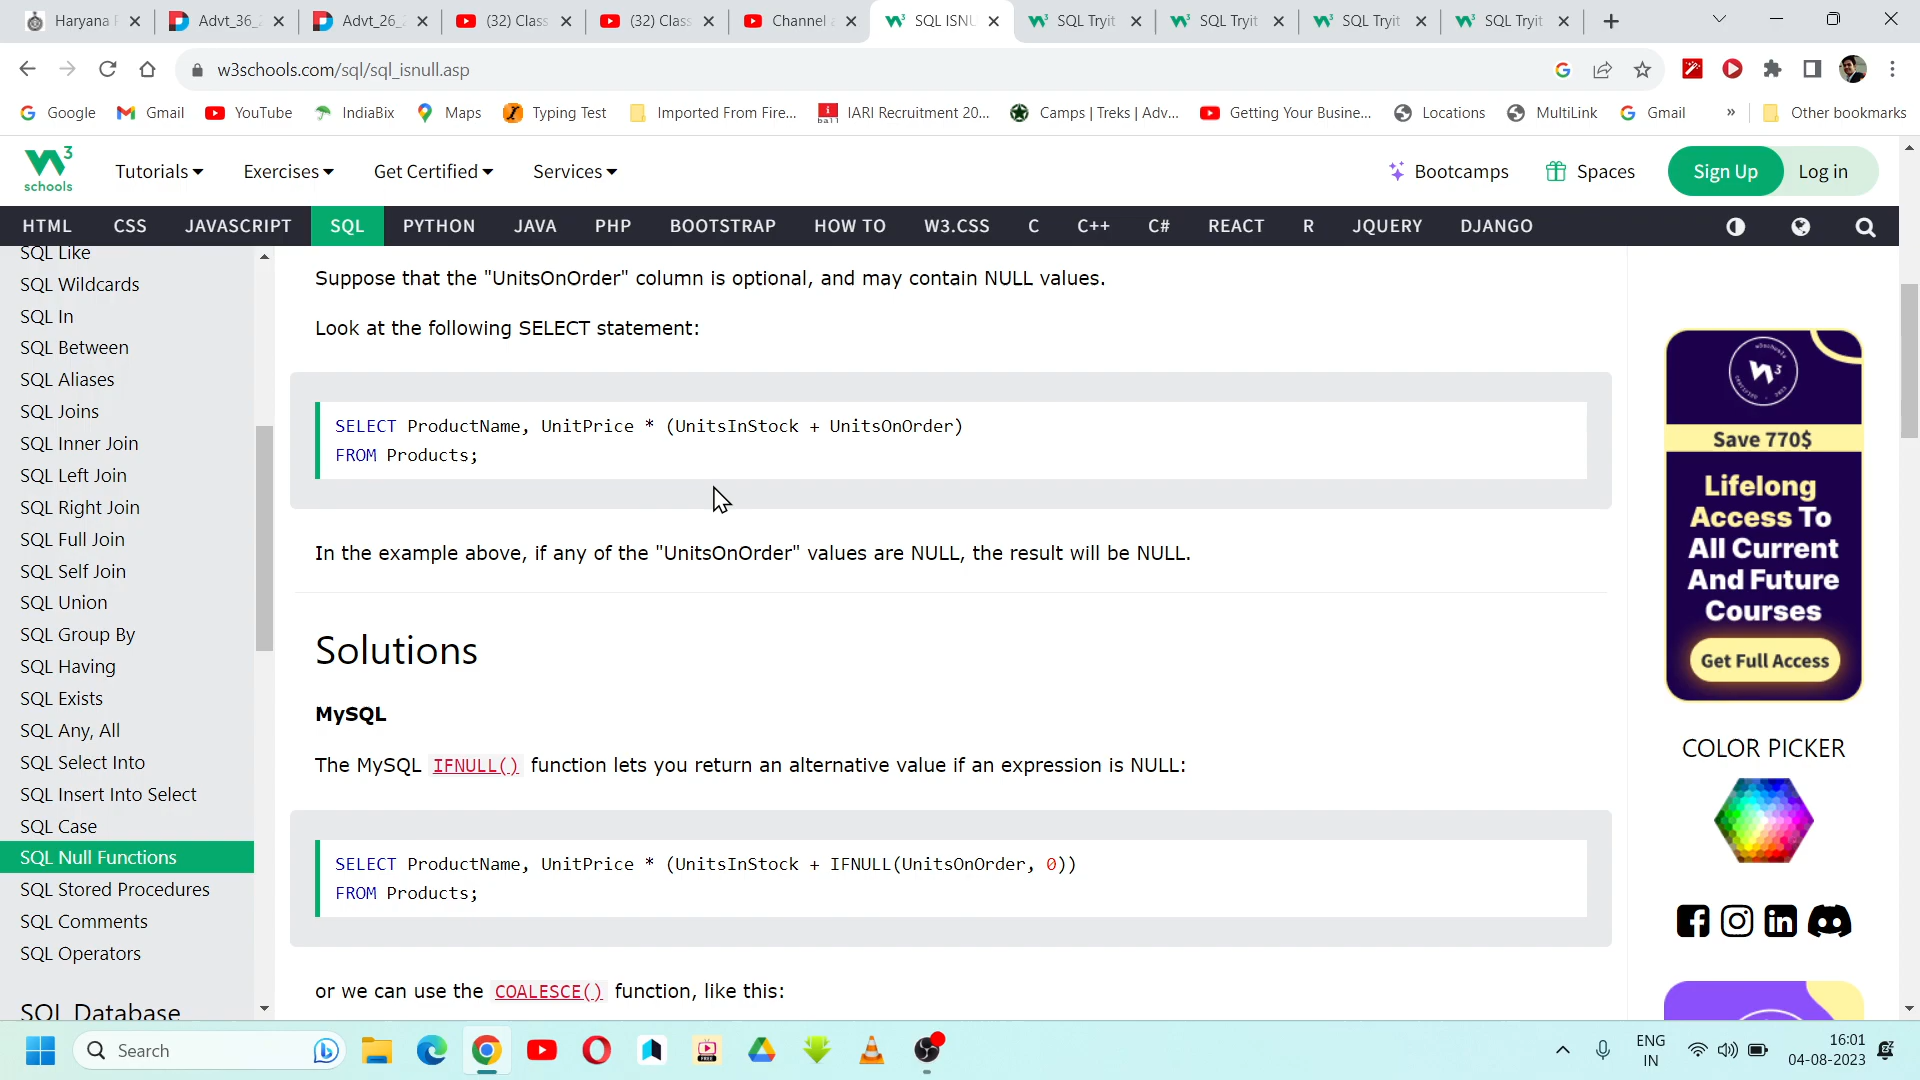 Haryana
Advt_36_
Advt_26_
(32) Class
(32) Class
Channel
SQL ISNU
SQL Tryit
SQL Tryit
SQL Tryit
SQL Tryit
w3schools.com/sql/sql_isnull.asp
Google
Gmail
YouTube
IndiaBix
Maps
Typing Test
Imported From Fire...
IARI Recruitment 20...
Camps | Treks | Adv...
Getting Your Busine...
Locations
MultiLink
Gmail
»
Other bookmarks
schools
Tutorials
Exercises
Get Certified
Services
Bootcamps
Spaces
Sign Up
Log in
HTML
CSS
JAVASCRIPT
SQL
PYTHON
JAVA
PHP
BOOTSTRAP
HOW TO
W3.CSS
C
C++
C#
REACT
R
JQUERY
DJANGO
SQL Like
SQL Wildcards
SQL In
SQL Between
SQL Aliases
SQL Joins
SQL Inner Join
SQL Left Join
SQL Right Join
SQL Full Join
SQL Self Join
SQL Union
SQL Group By
SQL Having
SQL Exists
SQL Any, All
SQL Select Into
SQL Insert Into Select
SQL Case
SQL Null Functions
SQL Stored Procedures
SQL Comments
SQL Operators
SQL Database
Suppose that the "UnitsOnOrder" column is optional, and may contain NULL values.
Look at the following SELECT statement:
SELECT ProductName, UnitPrice * (UnitsInStock + UnitsOnOrder)
FROM Products;
In the example above, if any of the "UnitsOnOrder" values are NULL, the result will be NULL.
Solutions
MySQL
The MySQL IFNULL() function lets you return an alternative value if an expression is NULL:
SELECT ProductName, UnitPrice * (UnitsInStock + IFNULL(UnitsOnOrder, 0))
FROM Products;
or we can use the COALESCE() function, like this:
Save 770$
Lifelong
Access To
All Current
And Future
Courses
Get Full Access
COLOR PICKER
Search
ENG
IN
16:01
04-08-2023